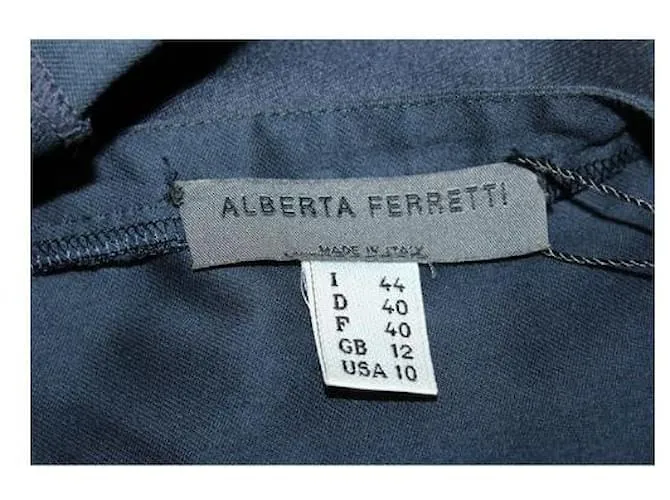 ALBERTA FERRETTI
MADE IN ITALY
I 44
D 40
F 40
GB 12
USA 10